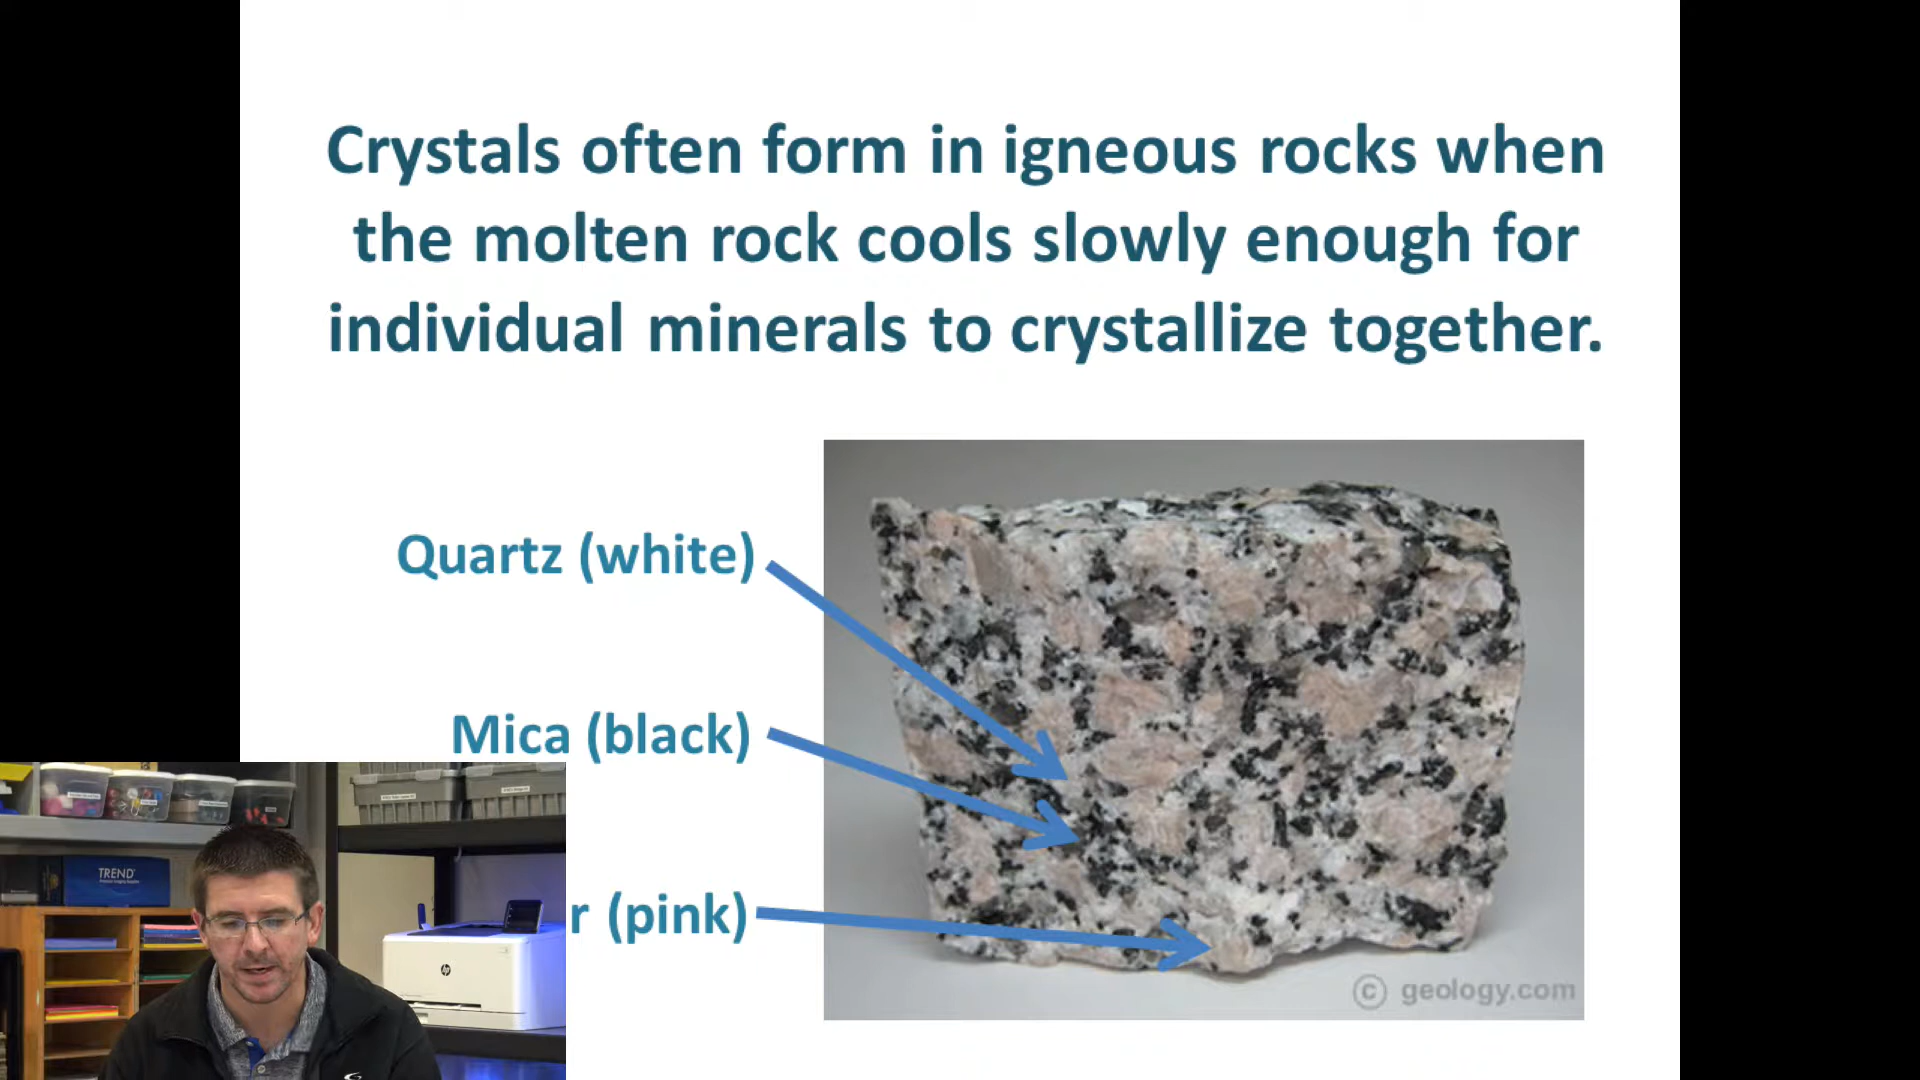 Crystals often form in igneous rocks when
the molten rock cools slowly enough for
individual minerals to crystallize together.
Quartz (white)
Mica (black)
r (pink)
TREND
hp
© geology.com